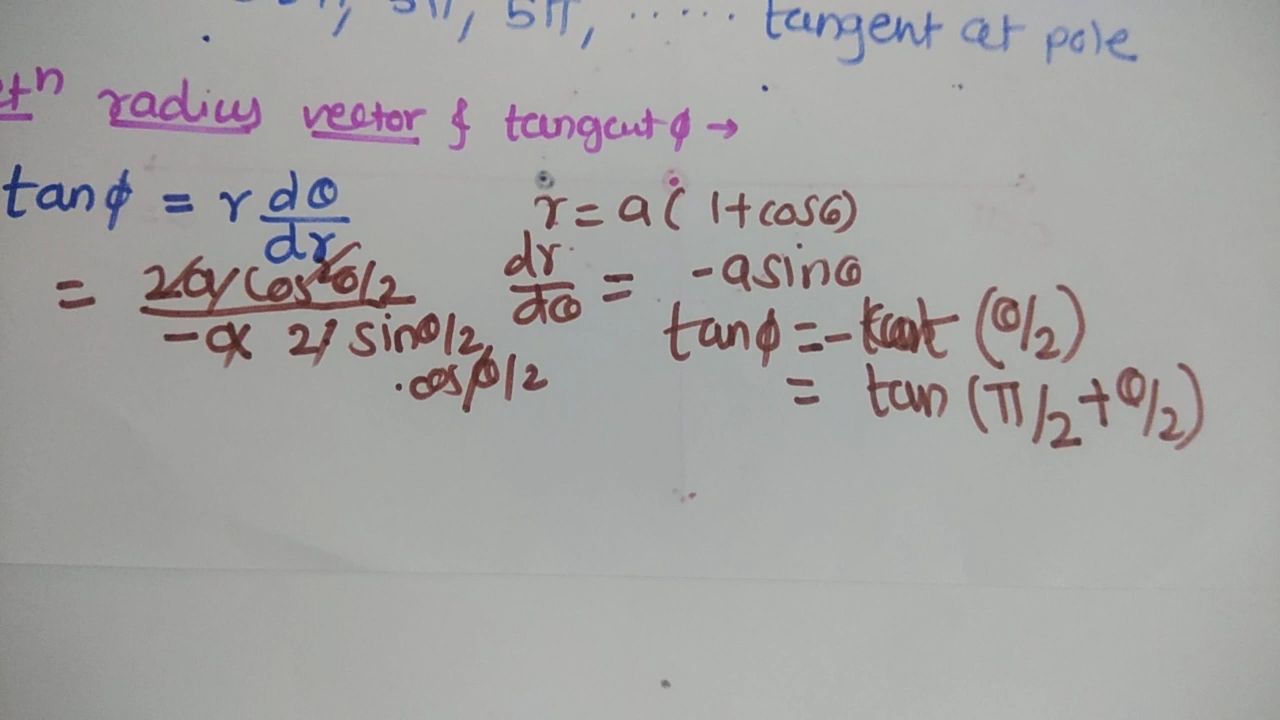 π, 3π, 5π, ..... tangent at pole
radius vector & tangent φ →
tanφ = r dθ/dr
r = a(1+cosθ)
= 2a cos²θ/2 / -a 2 sinθ/2 .cosθ/2
dr/dθ = -asinθ
tanφ = -cot (θ/2)
= tan (π/2+θ/2)